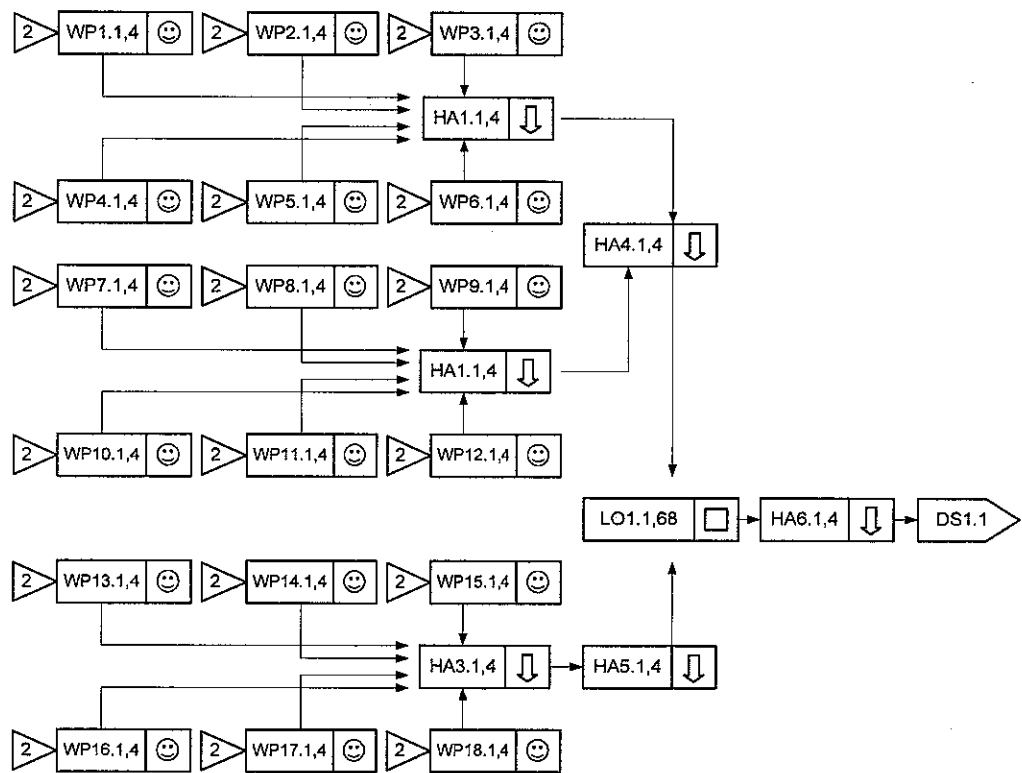 2 WP1.1,4 2 WP2.1,4 2 WP3.1,4
HA1.1,4
2 WP4.1,4 2 WP5.1,4 2 WP6.1,4
HA4.1,4
2 WP7.1,4 2 WP8.1,4 2 WP9.1,4
HA1.1,4
2 WP10.1,4 2 WP11.1,4 2 WP12.1,4
LO1.1,68 HA6.1,4 DS1.1
2 WP13.1,4 2 WP14.1,4 2 WP15.1,4
HA3.1,4 HA5.1,4
2 WP16.1,4 2 WP17.1,4 2 WP18.1,4